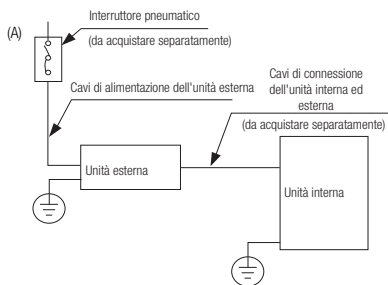 (A)
Interruttore pneumatico
(da acquistare separatamente)
Cavi di alimentazione dell'unità esterna
Cavi di connessione
dell'unità interna ed
esterna
(da acquistare separatamente)
Unità esterna
Unità interna